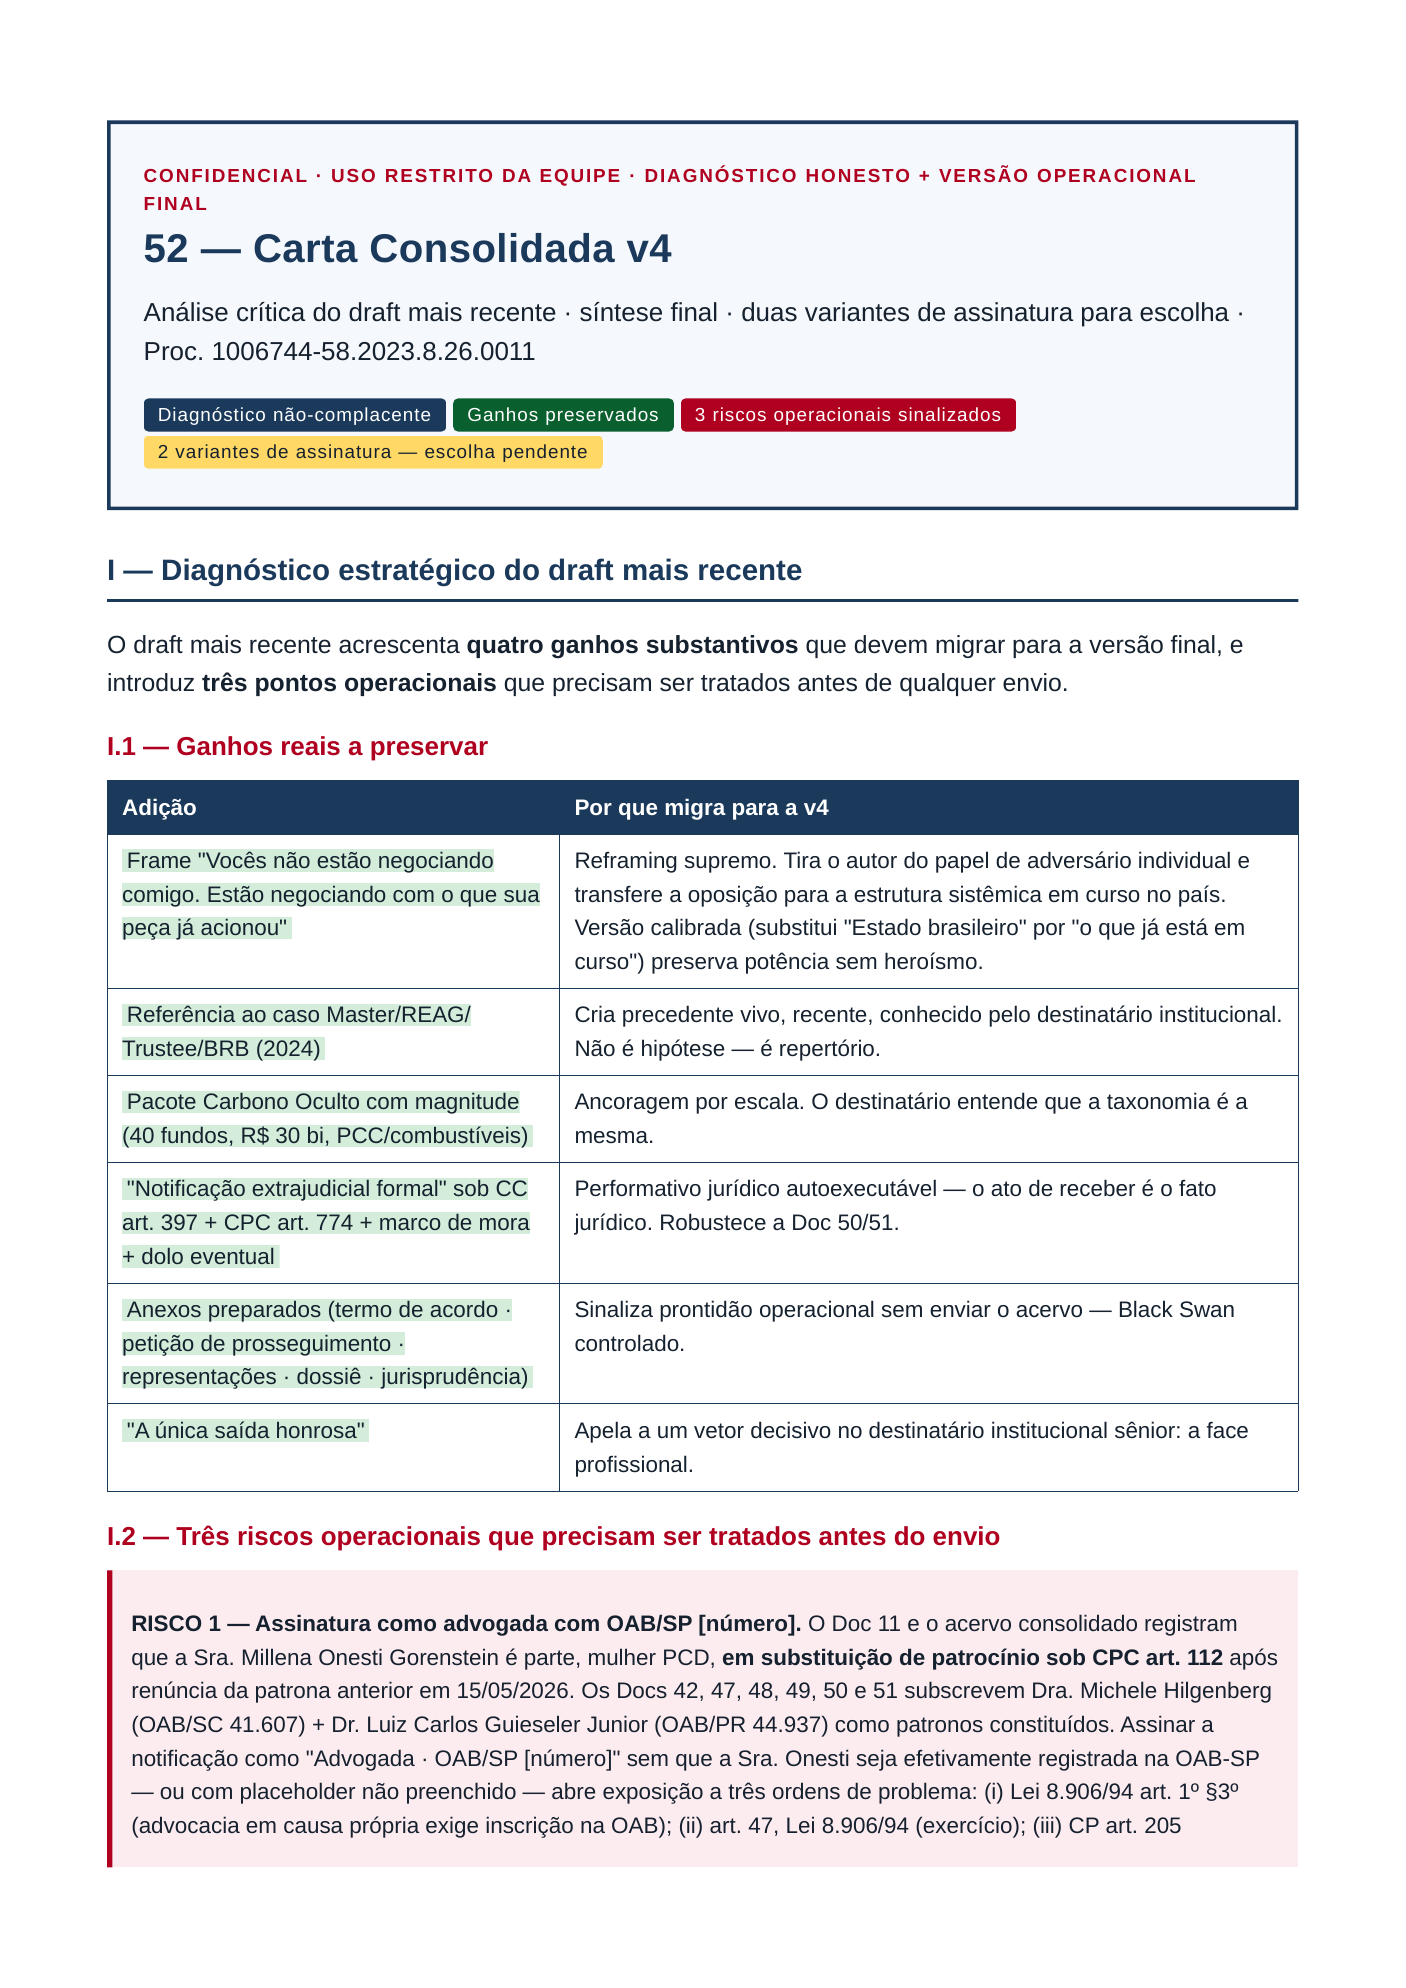 CONFIDENCIAL · USO RESTRITO DA EQUIPE · DIAGNÓSTICO HONESTO + VERSÃO OPERACIONAL
FINAL
52 — Carta Consolidada v4
Análise crítica do draft mais recente · síntese final · duas variantes de assinatura para escolha ·
Proc. 1006744-58.2023.8.26.0011
Diagnóstico não-complacente Ganhos preservados 3 riscos operacionais sinalizados
2 variantes de assinatura — escolha pendente
I — Diagnóstico estratégico do draft mais recente
O draft mais recente acrescenta quatro ganhos substantivos que devem migrar para a versão final, e
introduz três pontos operacionais que precisam ser tratados antes de qualquer envio.
I.1 — Ganhos reais a preservar
Adição
Por que migra para a v4
Frame "Vocês não estão negociando
comigo. Estão negociando com o que sua
peça já acionou"
Reframing supremo. Tira o autor do papel de adversário individual e
transfere a oposição para a estrutura sistêmica em curso no país.
Versão calibrada (substitui "Estado brasileiro" por "o que já está em
curso") preserva potência sem heroísmo.
Referência ao caso Master/REAG/
Trustee/BRB (2024)
Cria precedente vivo, recente, conhecido pelo destinatário institucional.
Não é hipótese — é repertório.
Pacote Carbono Oculto com magnitude
(40 fundos, R$ 30 bi, PCC/combustíveis)
Ancoragem por escala. O destinatário entende que a taxonomia é a
mesma.
"Notificação extrajudicial formal" sob CC
art. 397 + CPC art. 774 + marco de mora
+ dolo eventual
Performativo jurídico autoexecutável — o ato de receber é o fato
jurídico. Robustece a Doc 50/51.
Anexos preparados (termo de acordo ·
petição de prosseguimento ·
representações · dossiê · jurisprudência)
Sinaliza prontidão operacional sem enviar o acervo — Black Swan
controlado.
"A única saída honrosa"
Apela a um vetor decisivo no destinatário institucional sênior: a face
profissional.
I.2 — Três riscos operacionais que precisam ser tratados antes do envio
RISCO 1 — Assinatura como advogada com OAB/SP [número]. O Doc 11 e o acervo consolidado registram
que a Sra. Millena Onesti Gorenstein é parte, mulher PCD, em substituição de patrocínio sob CPC art. 112 após
renúncia da patrona anterior em 15/05/2026. Os Docs 42, 47, 48, 49, 50 e 51 subscrevem Dra. Michele Hilgenberg
(OAB/SC 41.607) + Dr. Luiz Carlos Guieseler Junior (OAB/PR 44.937) como patronos constituídos. Assinar a
notificação como "Advogada · OAB/SP [número]" sem que a Sra. Onesti seja efetivamente registrada na OAB-SP
— ou com placeholder não preenchido — abre exposição a três ordens de problema: (i) Lei 8.906/94 art. 1º §3º
(advocacia em causa própria exige inscrição na OAB); (ii) art. 47, Lei 8.906/94 (exercício); (iii) CP art. 205